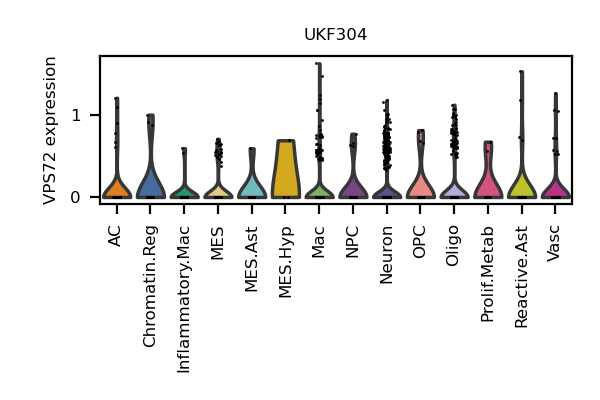 UKF304
VPS72 expression
1
0
AC
Chromatin.Reg
Inflammatory.Mac
MES
MES.Ast
MES.Hyp
Mac
NPC
Neuron
OPC
Oligo
Prolif.Metab
Reactive.Ast
Vasc